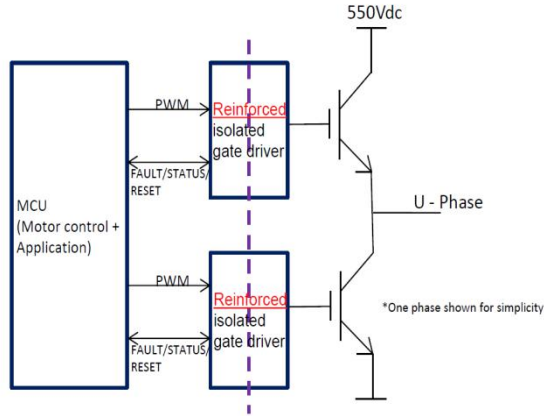 550Vdc
PWM
Reinforced
isolated
gate driver
FAULT/STATUS/
RESET
MCU
(Motor control +
Application)
U - Phase
PWM
Reinforced
isolated
gate driver
*One phase shown for simplicity
FAULT/STATUS/
RESET